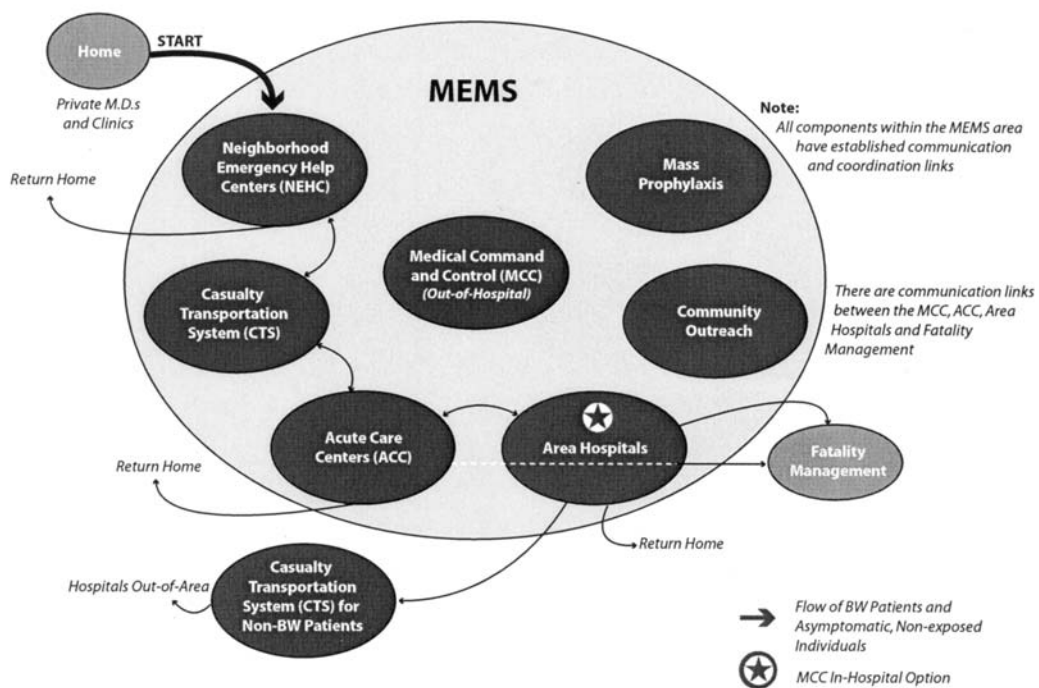 Home
START
Private M.D.s
and Clinics
MEMS
Note:
All components within the MEMS area
have established communication
and coordination links
Neighborhood
Emergency Help
Centers (NEHC)
Mass
Prophylaxis
Return Home
Medical Command
and Control (MCC)
(Out-of-Hospital)
Casualty
Transportation
System (CTS)
Community
Outreach
There are communication links
between the MCC, ACC, Area
Hospitals and Fatality
Management
Acute Care
Centers (ACC)
Area Hospitals
Fatality
Management
Return Home
Return Home
Casualty
Transportation
System (CTS) for
Non-BW Patients
Hospitals Out-of-Area
Flow of BW Patients and
Asymptomatic, Non-exposed
Individuals
MCC In-Hospital Option